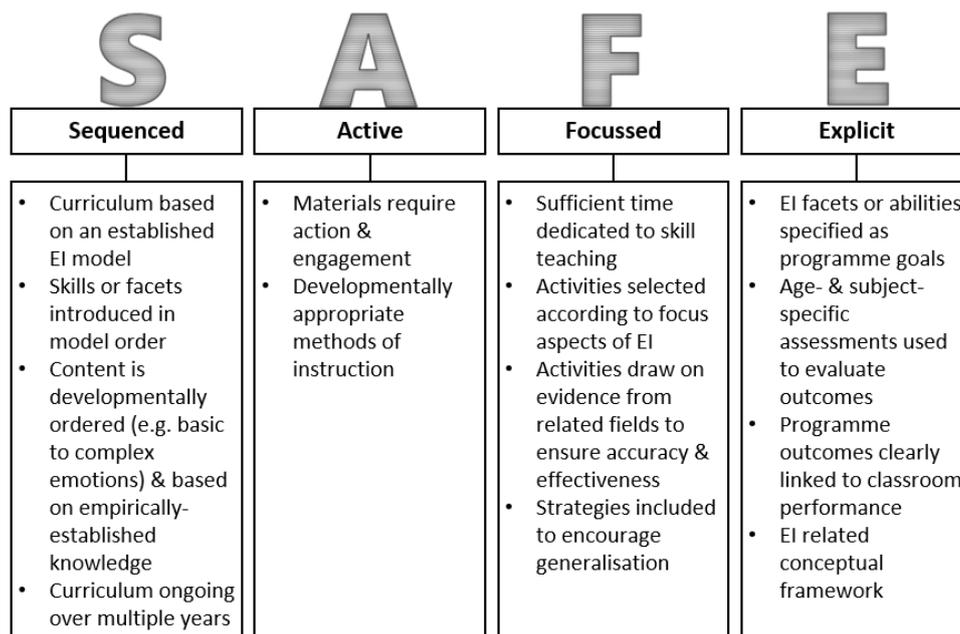 S
Sequenced
• Curriculum based
on an established
EI model
• Skills or facets
introduced in
model order
• Content is
developmentally
ordered (e.g. basic
to complex
emotions) & based
on empirically-
established
knowledge
• Curriculum ongoing
over multiple years
A
Active
• Materials require
action &
engagement
• Developmentally
appropriate
methods of
instruction
F
Focussed
• Sufficient time
dedicated to skill
teaching
• Activities selected
according to focus
aspects of EI
• Activities draw on
evidence from
related fields to
ensure accuracy &
effectiveness
• Strategies included
to encourage
generalisation
E
Explicit
• EI facets or abilities
specified as
programme goals
• Age- & subject-
specific
assessments used
to evaluate
outcomes
• Programme
outcomes clearly
linked to classroom
performance
• EI related
conceptual
framework